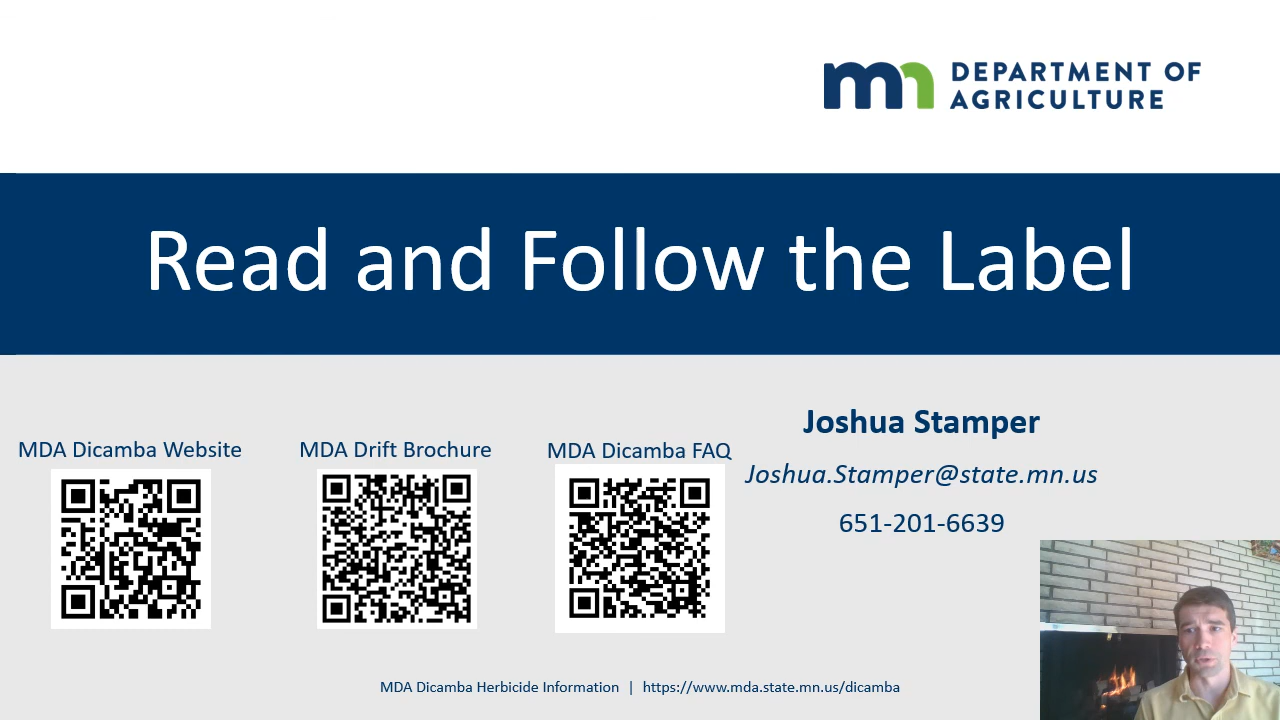 mn DEPARTMENT OF
AGRICULTURE
Read and Follow the Label
MDA Dicamba Website
MDA Drift Brochure
MDA Dicamba FAQ
Joshua Stamper
Joshua.Stamper@state.mn.us
651-201-6639
MDA Dicamba Herbicide Information | https://www.mda.state.mn.us/dicamba